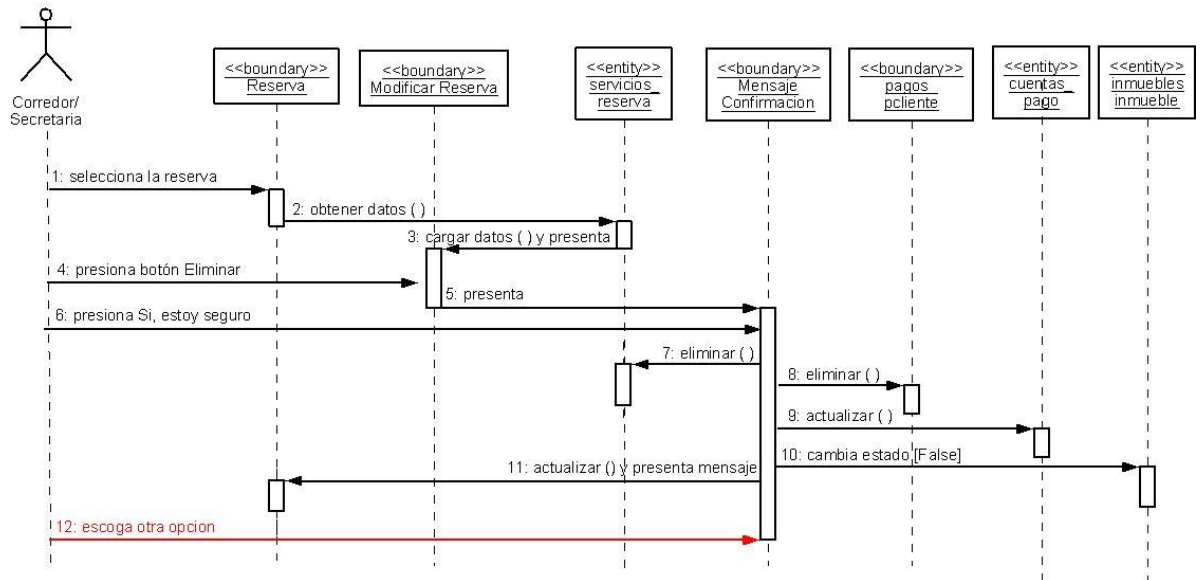 Corredor/
Secretaria
<<boundary>>
Reserva
<<boundary>>
Modificar Reserva
<<entity>>
servicios_
reserva
<<boundary>>
Mensaje
Confirmacion
<<boundary>>
pagos_
pcliente
<<entity>>
cuentas_
pago
<<entity>>
inmuebles
inmueble
1: selecciona la reserva
2: obtener datos ( )
3: cargar datos ( ) y presenta
4: presiona botón Eliminar
5: presenta
6: presiona Si, estoy seguro
7: eliminar ( )
8: eliminar ( )
9: actualizar ( )
10: cambia estado [False]
11: actualizar () y presenta mensaje
12: escoga otra opcion